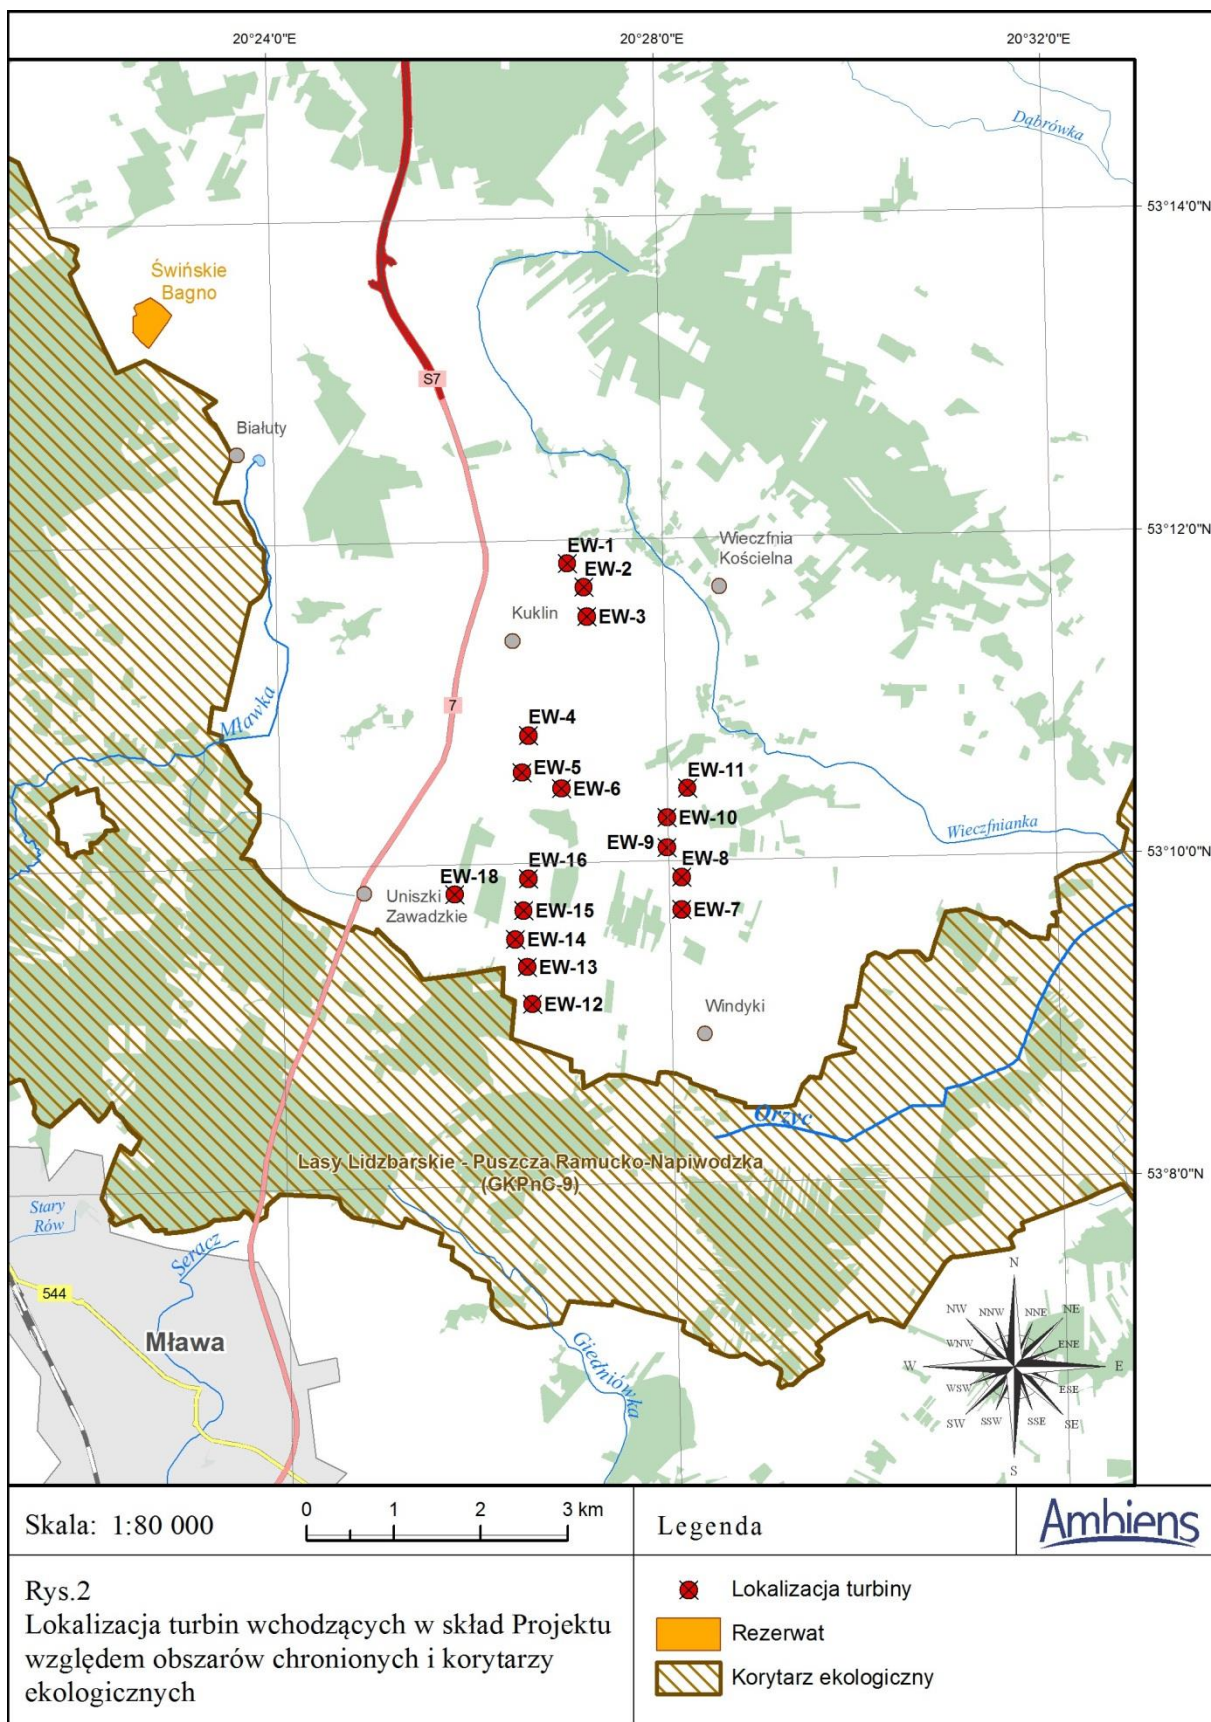 20°24'0"E
20°28'0"E
20°32'0"E
Dąbrówka
53°14'0"N
Świńskie
Bagno
S7
Białuty
53°12'0"N
EW-1
Wieczfnia
Kościelna
EW-2
Kuklin
EW-3
Mławka
7
EW-4
EW-5
EW-6
EW-11
EW-10
Wieczfnianka
EW-9
53°10'0"N
EW-16
EW-8
EW-18
Uniszki
Zawadzkie
EW-15
EW-7
EW-14
EW-13
EW-12
Windyki
Orzyc
Lasy Lidzbarskie - Puszcza Ramucko-Napiwodzka
(GKPnC-9)
53°8'0"N
Stary
Rów
Seracz
544
Mława
Giedniówka
N
NNW
NNE
NW
NE
WNW
ENE
W
E
WSW
ESE
SW
SSW
SSE
SE
S
Skala: 1:80 000
0 1 2 3 km
Legenda
Ambiens
Rys.2
Lokalizacja turbin wchodzących w skład Projektu
względem obszarów chronionych i korytarzy
ekologicznych
Lokalizacja turbiny
Rezerwat
Korytarz ekologiczny